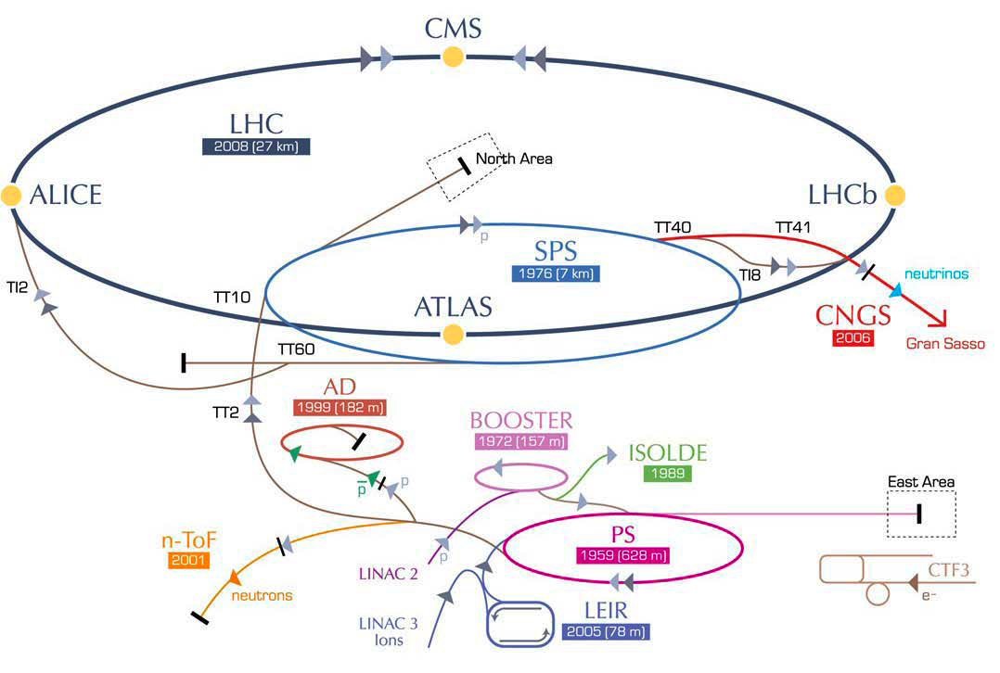 CMS
LHC
2008 (27 km)
North Area
ALICE
LHCb
p
TT40
TT41
SPS
1976 (7 km)
TI8
neutrinos
TI2
TT10
ATLAS
CNGS
2006
Gran Sasso
TT60
AD
1999 (182 m)
TT2
BOOSTER
1972 (157 m)
ISOLDE
1989
p̅
p
East Area
n-ToF
2001
PS
1959 (628 m)
p
LINAC 2
neutrons
CTF3
e-
LEIR
2005 (78 m)
LINAC 3
Ions